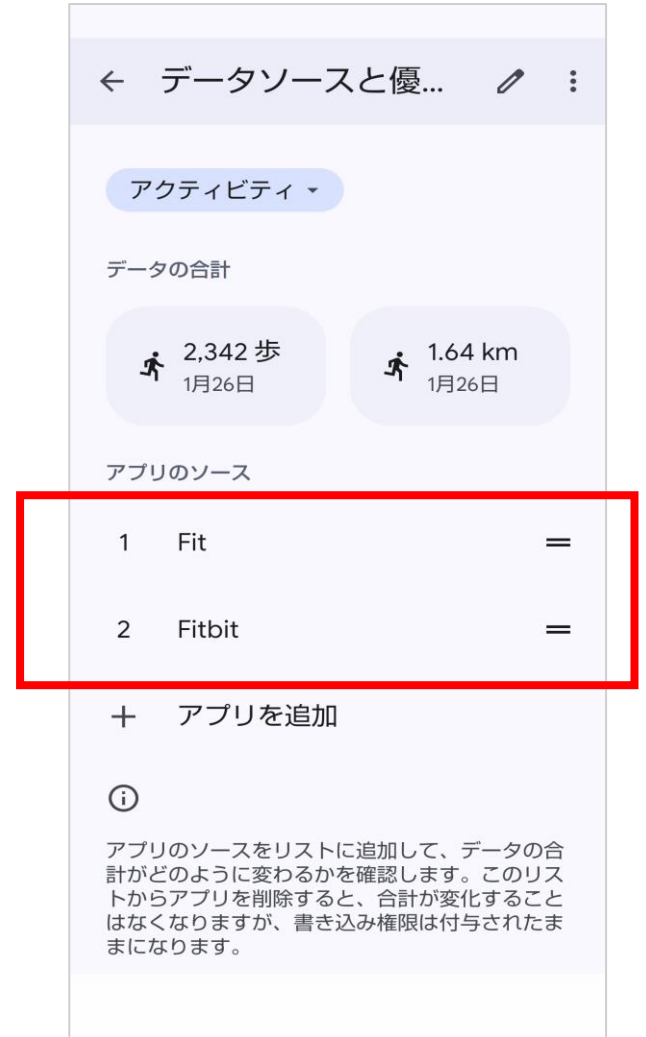 データソースと優...
アクティビティ
データの合計
2,342 歩
1月26日
1.64 km
1月26日
アプリのソース
1 Fit
2 Fitbit
アプリを追加
アプリのソースをリストに追加して、データの合
計がどのように変わるかを確認します。このリス
トからアプリを削除すると、合計が変化すること
はなくなりますが、書き込み権限は付与されたま
まになります。